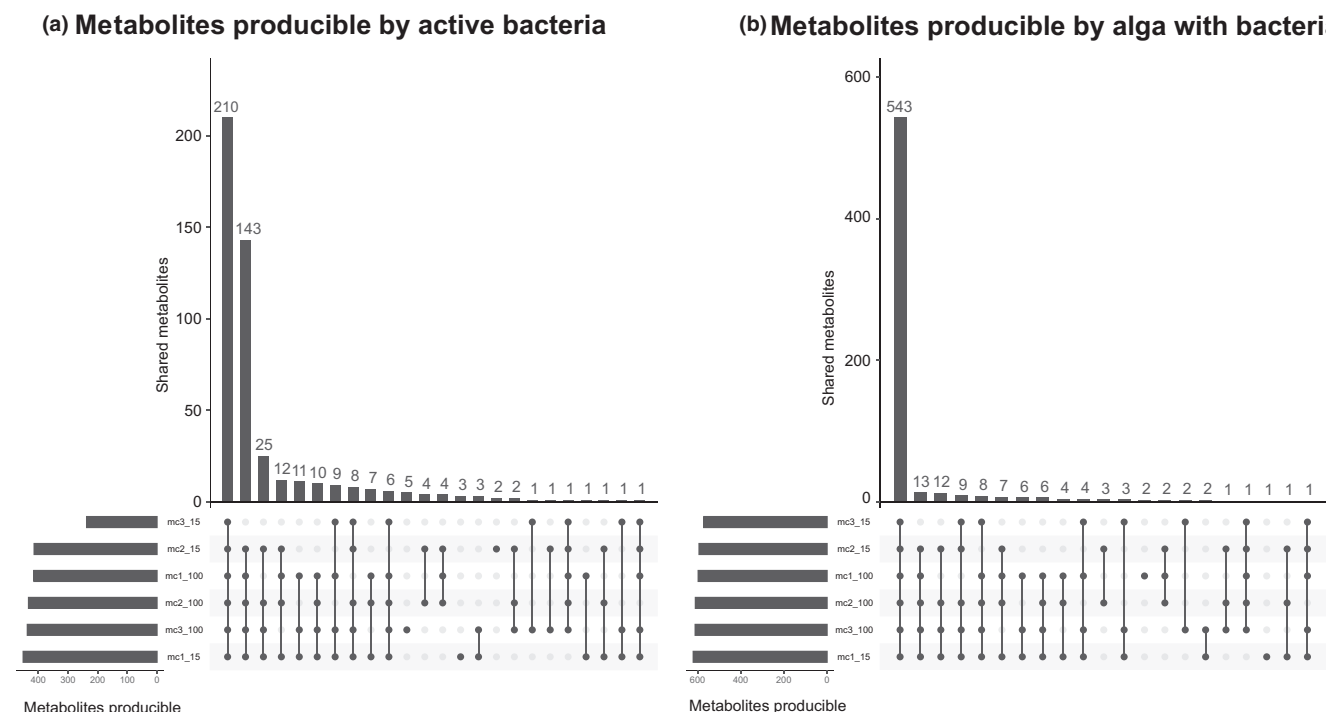 (a) Metabolites producible by active bacteria
210
200
143
150
Shared metabolites
100
50
25
12 11 10 9 8 7 6 5 4 4 3 3 2 2 1 1 1 1 1 1 1
0
mc3_15
mc2_15
mc1_100
mc2_100
mc3_100
mc1_15
400 300 200 100 0
Metabolites producible
(b) Metabolites producible by alga with bacteri
600
543
400
Shared metabolites
200
13 12 9 8 7 6 6 4 4 3 3 2 2 2 2 1 1 1 1 1
0
mc3_15
mc2_15
mc1_100
mc2_100
mc3_100
mc1_15
600 400 200 0
Metabolites producible